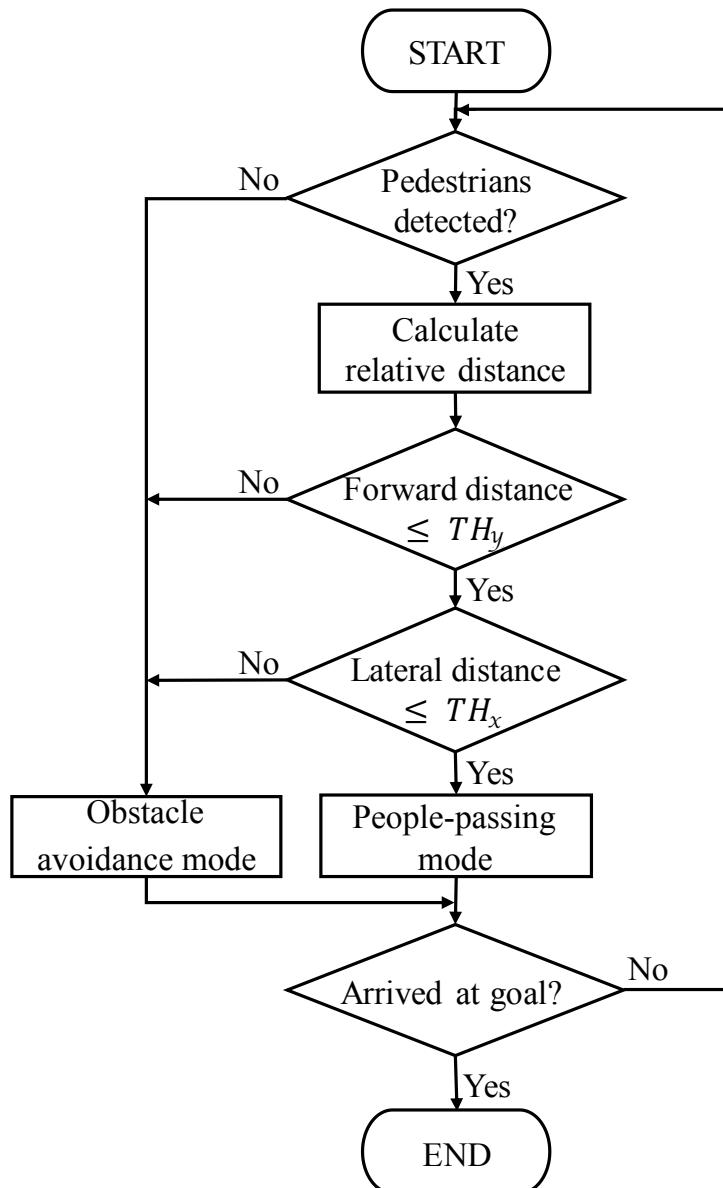 START
No
Pedestrians
detected?
Yes
Calculate
relative distance
No
Forward distance
≤ TH_y
Yes
No
Lateral distance
≤ TH_x
Yes
Obstacle
avoidance mode
People-passing
mode
No
Arrived at goal?
Yes
END